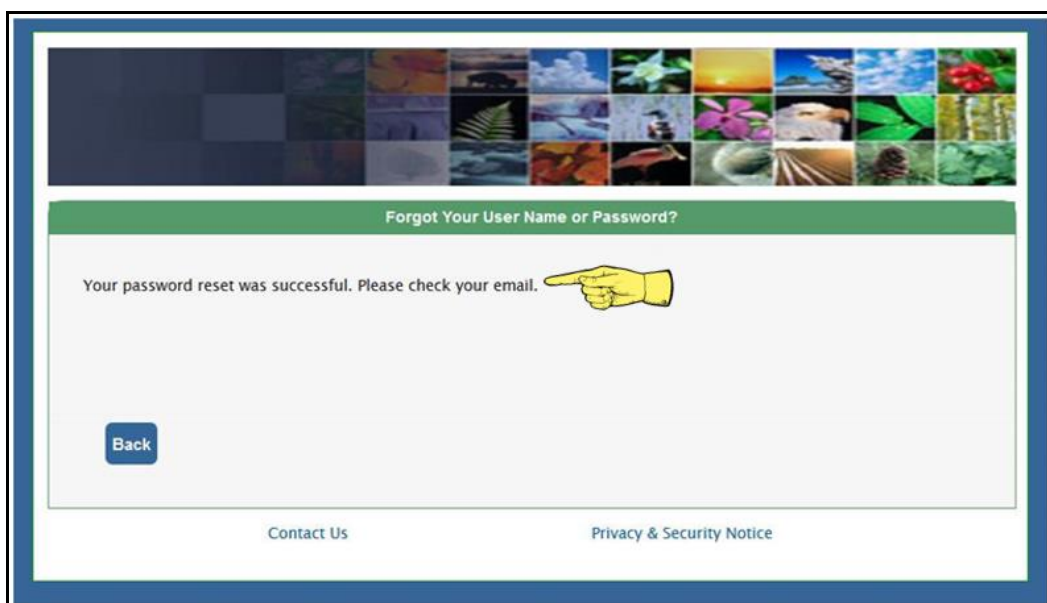 Forgot Your User Name or Password?
Your password reset was successful. Please check your email.
Back
Contact Us
Privacy & Security Notice